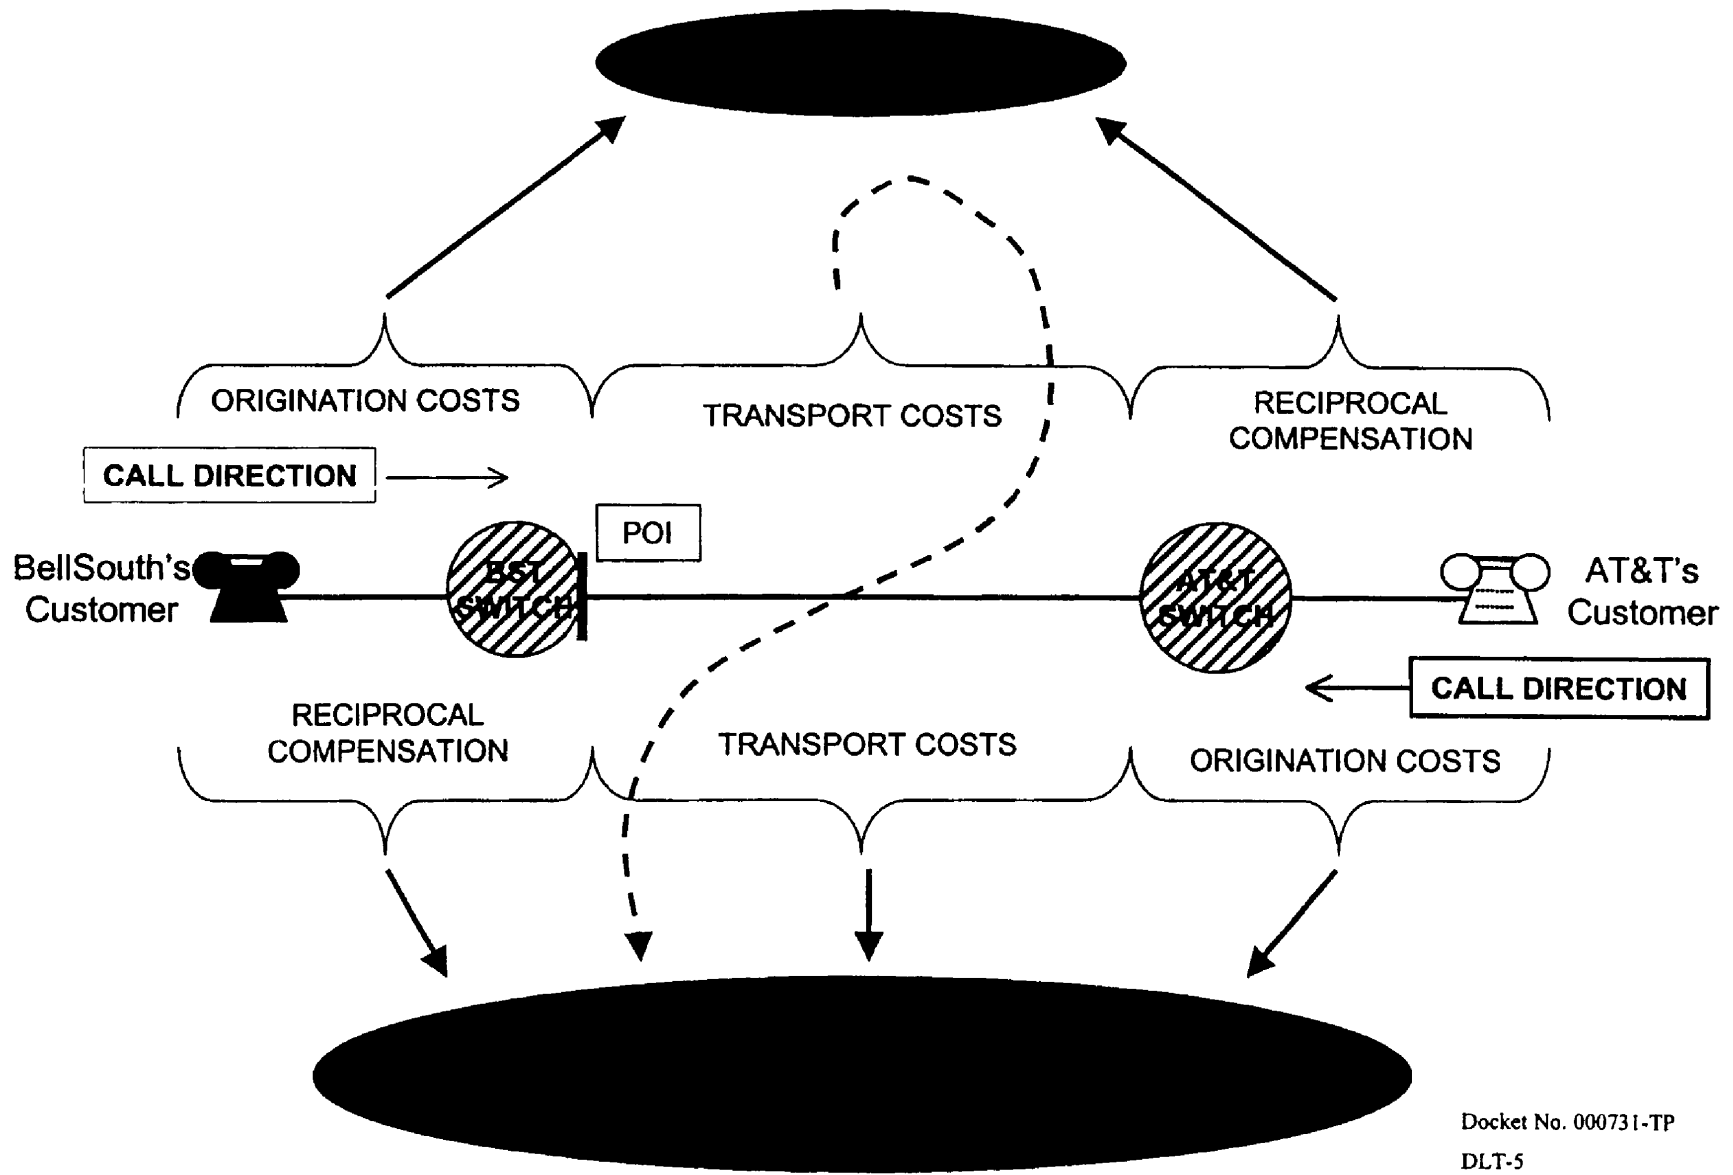 ORIGINATION COSTS
TRANSPORT COSTS
RECIPROCAL
COMPENSATION
CALL DIRECTION
POI
BellSouth's
Customer
BST
SWITCH
AT&T
SWITCH
AT&T's
Customer
CALL DIRECTION
RECIPROCAL
COMPENSATION
TRANSPORT COSTS
ORIGINATION COSTS
Docket No. 000731-TP
DLT-5